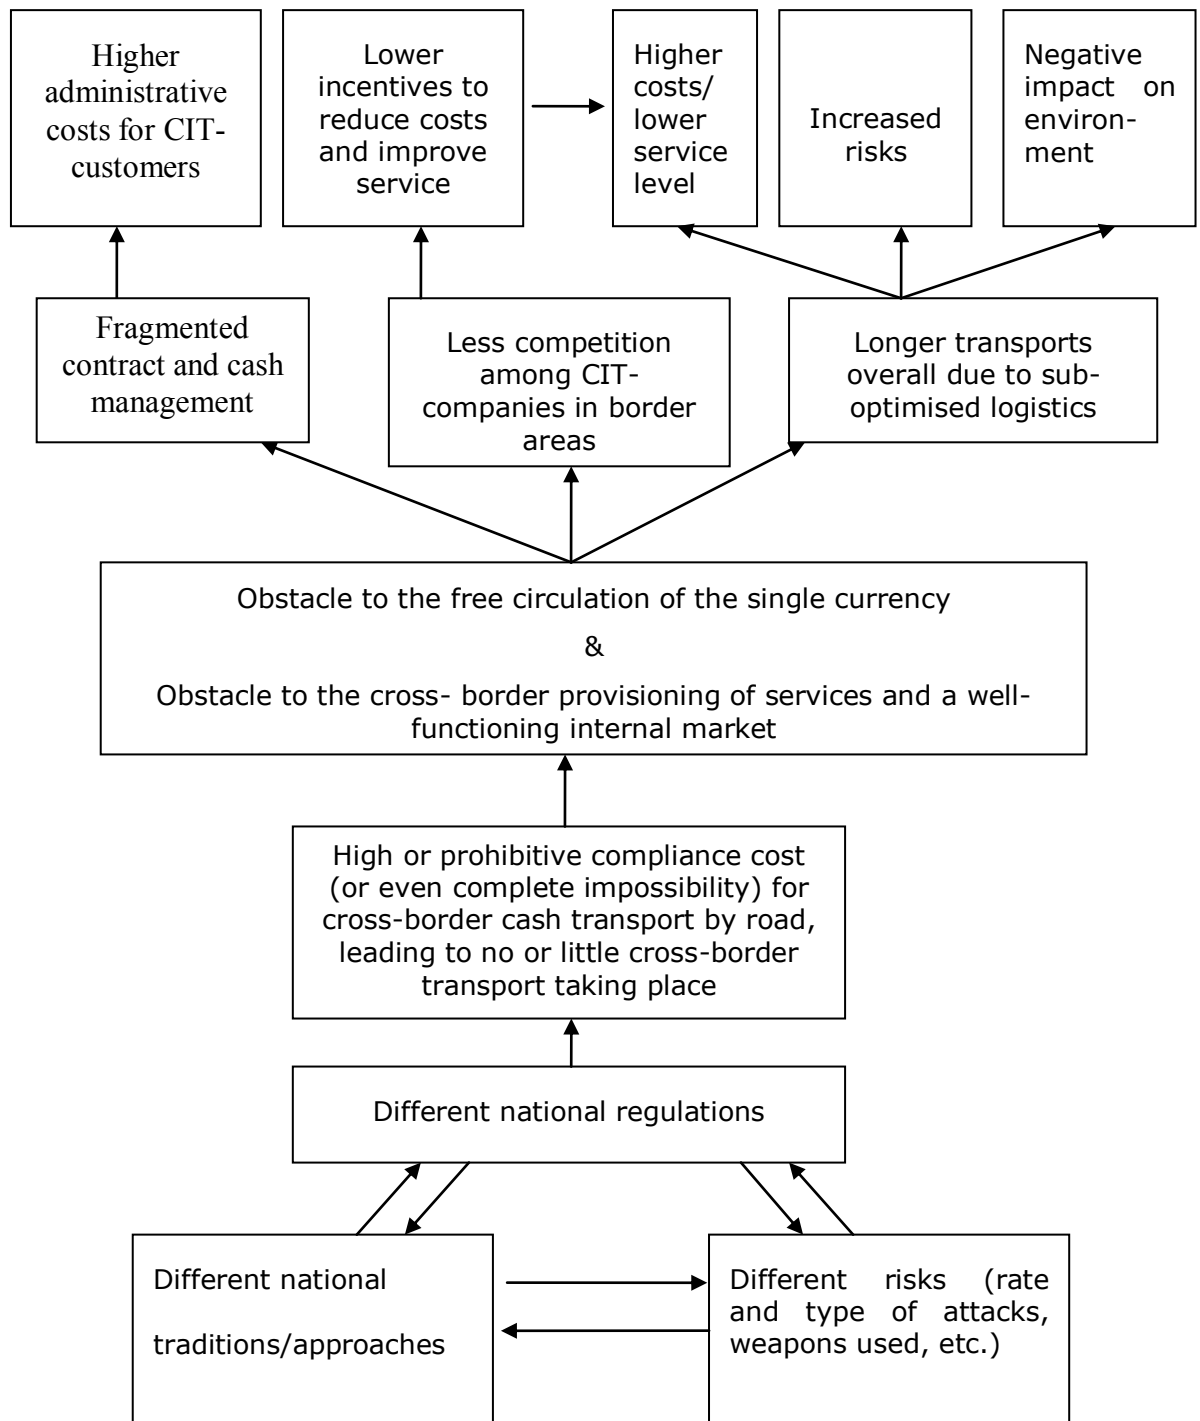 Higher
administrative
costs for CIT-
customers
Lower
incentives to
reduce costs
and improve
service
Higher
costs/
lower
service
level
Increased
risks
Negative
impact on
environ-
ment
Fragmented
contract and cash
management
Less competition
among CIT-
companies in border
areas
Longer transports
overall due to sub-
optimised logistics
Obstacle to the free circulation of the single currency
&
Obstacle to the cross- border provisioning of services and a well-
functioning internal market
High or prohibitive compliance cost
(or even complete impossibility) for
cross-border cash transport by road,
leading to no or little cross-border
transport taking place
Different national regulations
Different national
traditions/approaches
Different risks (rate
and type of attacks,
weapons used, etc.)